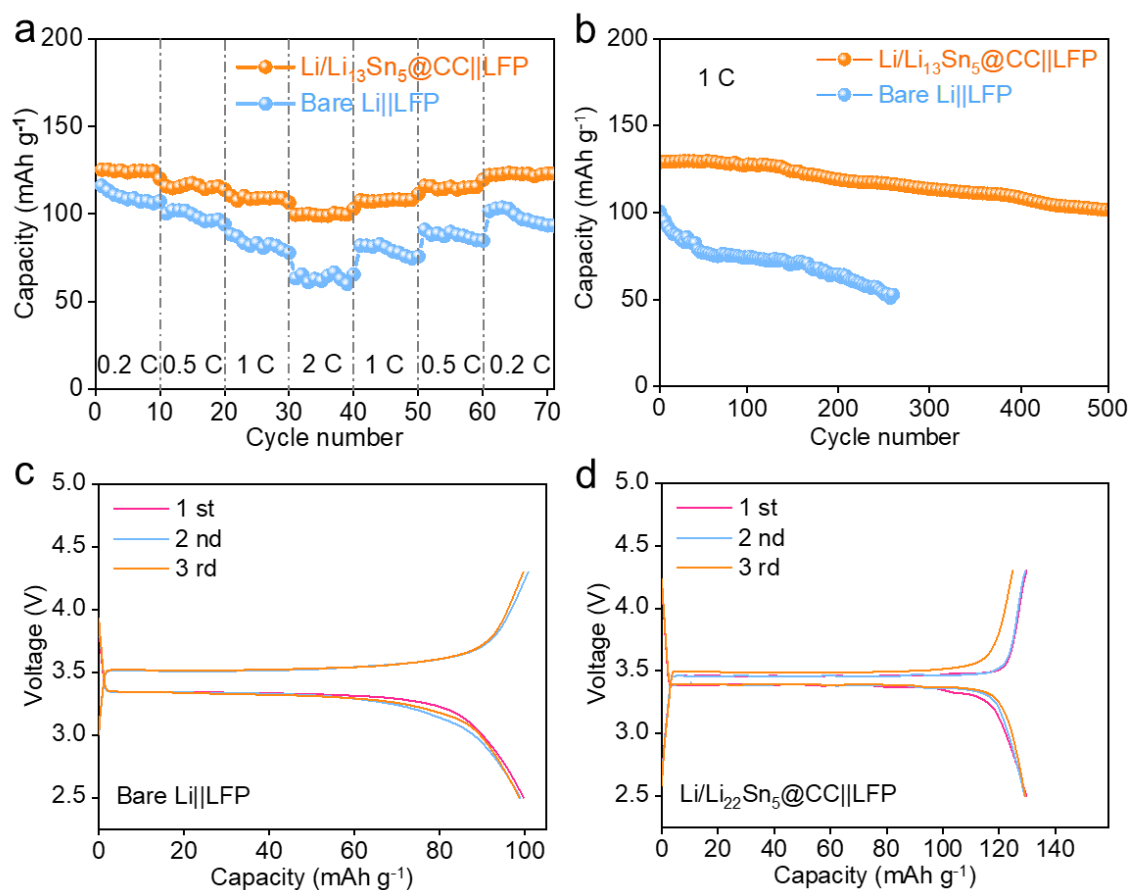 a
200
150
100
50
0
Capacity (mAh g⁻¹)
Li/Li₁₃Sn₅@CC||LFP
Bare Li||LFP
0.2 C 0.5 C 1 C 2 C 1 C 0.5 C 0.2 C
0 10 20 30 40 50 60 70
Cycle number
b
200
150
100
50
0
Capacity (mAh g⁻¹)
1 C
Li/Li₁₃Sn₅@CC||LFP
Bare Li||LFP
0 100 200 300 400 500
Cycle number
c
5.0
4.5
4.0
3.5
3.0
2.5
Voltage (V)
1 st
2 nd
3 rd
Bare Li||LFP
0 20 40 60 80 100
Capacity (mAh g⁻¹)
d
5.0
4.5
4.0
3.5
3.0
2.5
Voltage (V)
1 st
2 nd
3 rd
Li/Li₂₂Sn₅@CC||LFP
0 20 40 60 80 100 120 140
Capacity (mAh g⁻¹)